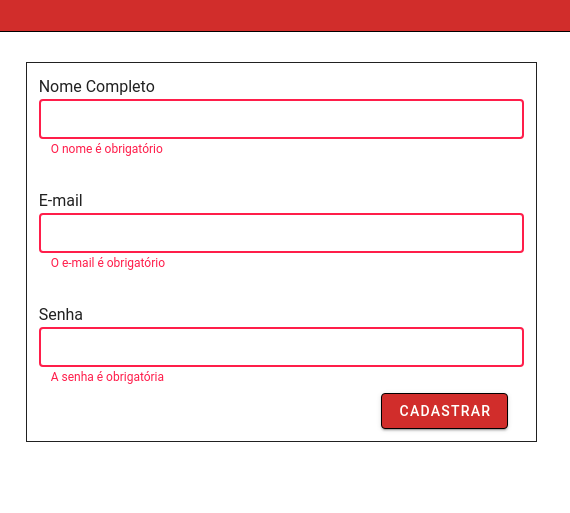 Nome Completo
O nome é obrigatório
E-mail
O e-mail é obrigatório
Senha
A senha é obrigatória
CADASTRAR